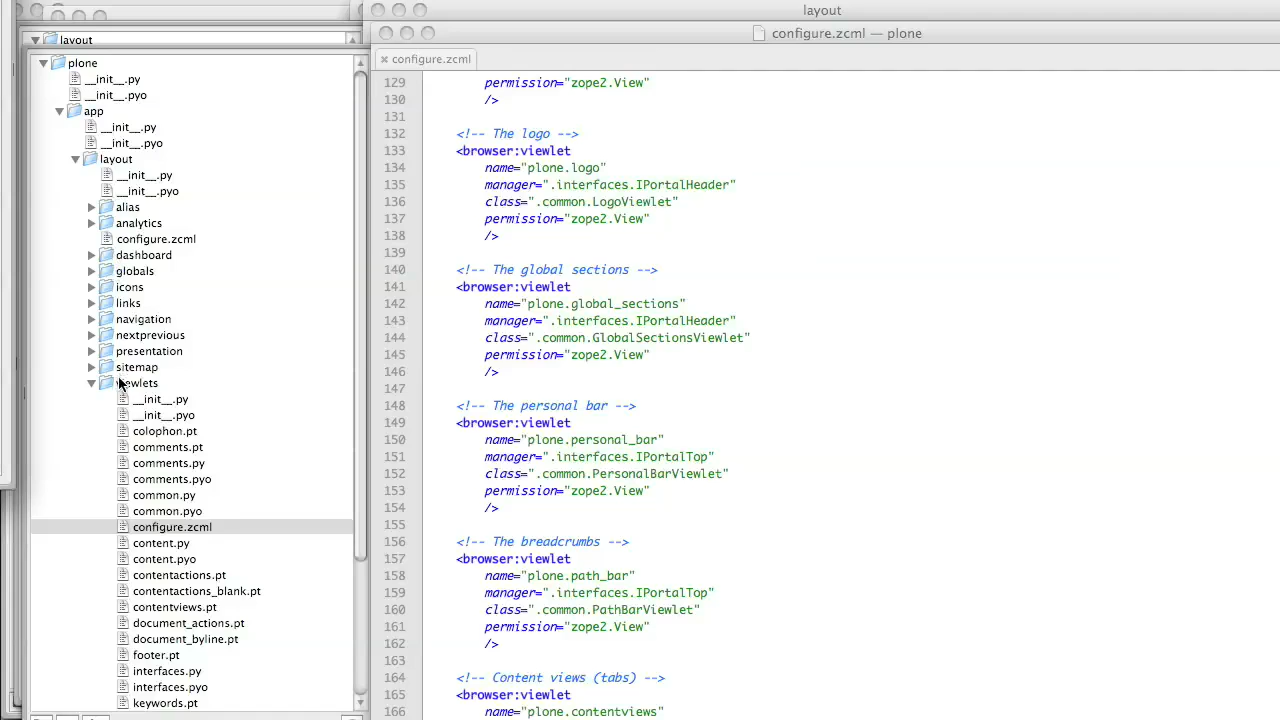 layout
layout
configure.zcml — plone
configure.zcml
plone
__init__.py
__init__.pyo
app
__init__.py
__init__.pyo
layout
__init__.py
__init__.pyo
alias
analytics
configure.zcml
dashboard
globals
icons
links
navigation
nextprevious
presentation
sitemap
viewlets
__init__.py
__init__.pyo
colophon.pt
comments.pt
comments.py
comments.pyo
common.py
common.pyo
configure.zcml
content.py
content.pyo
contentactions.pt
contentactions_blank.pt
contentviews.pt
document_actions.pt
document_byline.pt
footer.pt
interfaces.py
interfaces.pyo
keywords.pt
129 permission="zope2.View"
130 />
131
132 <!-- The logo -->
133 <browser:viewlet
134 name="plone.logo"
135 manager=".interfaces.IPortalHeader"
136 class=".common.LogoViewlet"
137 permission="zope2.View"
138 />
139
140 <!-- The global sections -->
141 <browser:viewlet
142 name="plone.global_sections"
143 manager=".interfaces.IPortalHeader"
144 class=".common.GlobalSectionsViewlet"
145 permission="zope2.View"
146 />
147
148 <!-- The personal bar -->
149 <browser:viewlet
150 name="plone.personal_bar"
151 manager=".interfaces.IPortalTop"
152 class=".common.PersonalBarViewlet"
153 permission="zope2.View"
154 />
155
156 <!-- The breadcrumbs -->
157 <browser:viewlet
158 name="plone.path_bar"
159 manager=".interfaces.IPortalTop"
160 class=".common.PathBarViewlet"
161 permission="zope2.View"
162 />
163
164 <!-- Content views (tabs) -->
165 <browser:viewlet
166 name="plone.contentviews"